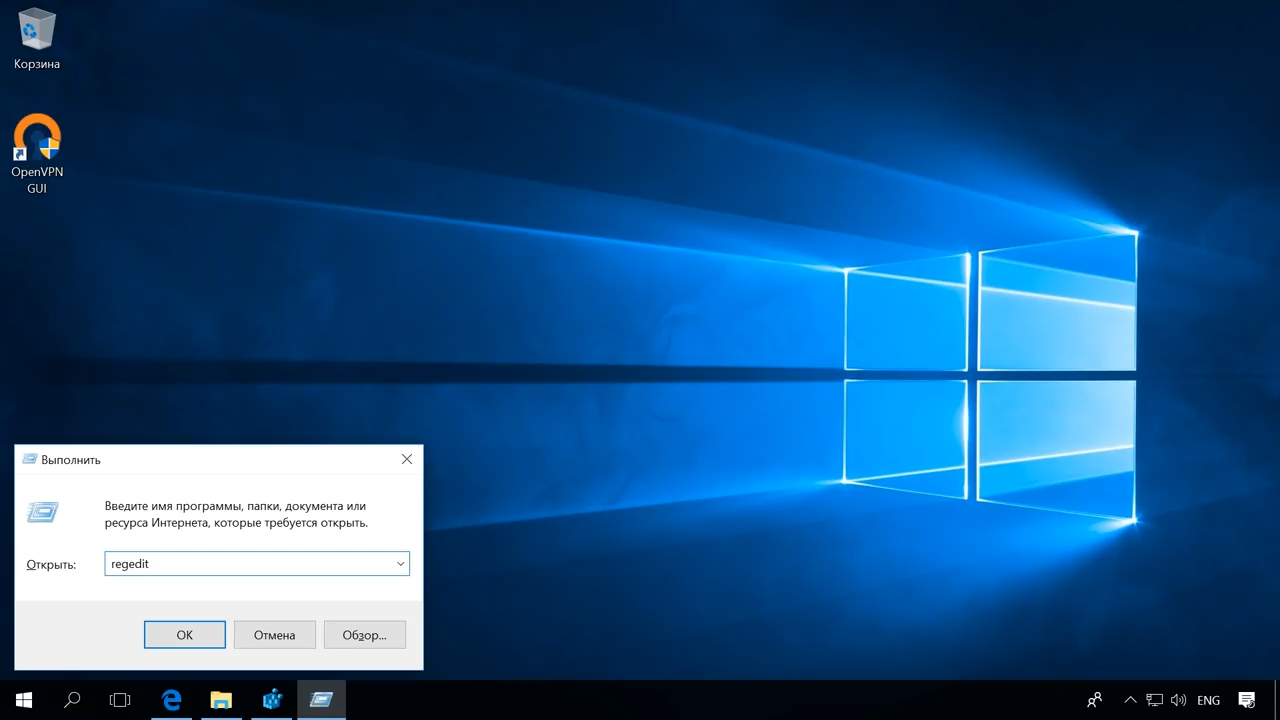 Корзина
OpenVPN
GUI
Выполнить
Введите имя программы, папки, документа или
ресурса Интернета, которые требуется открыть.
Открыть:
regedit
OK
Отмена
Обзор...
ENG